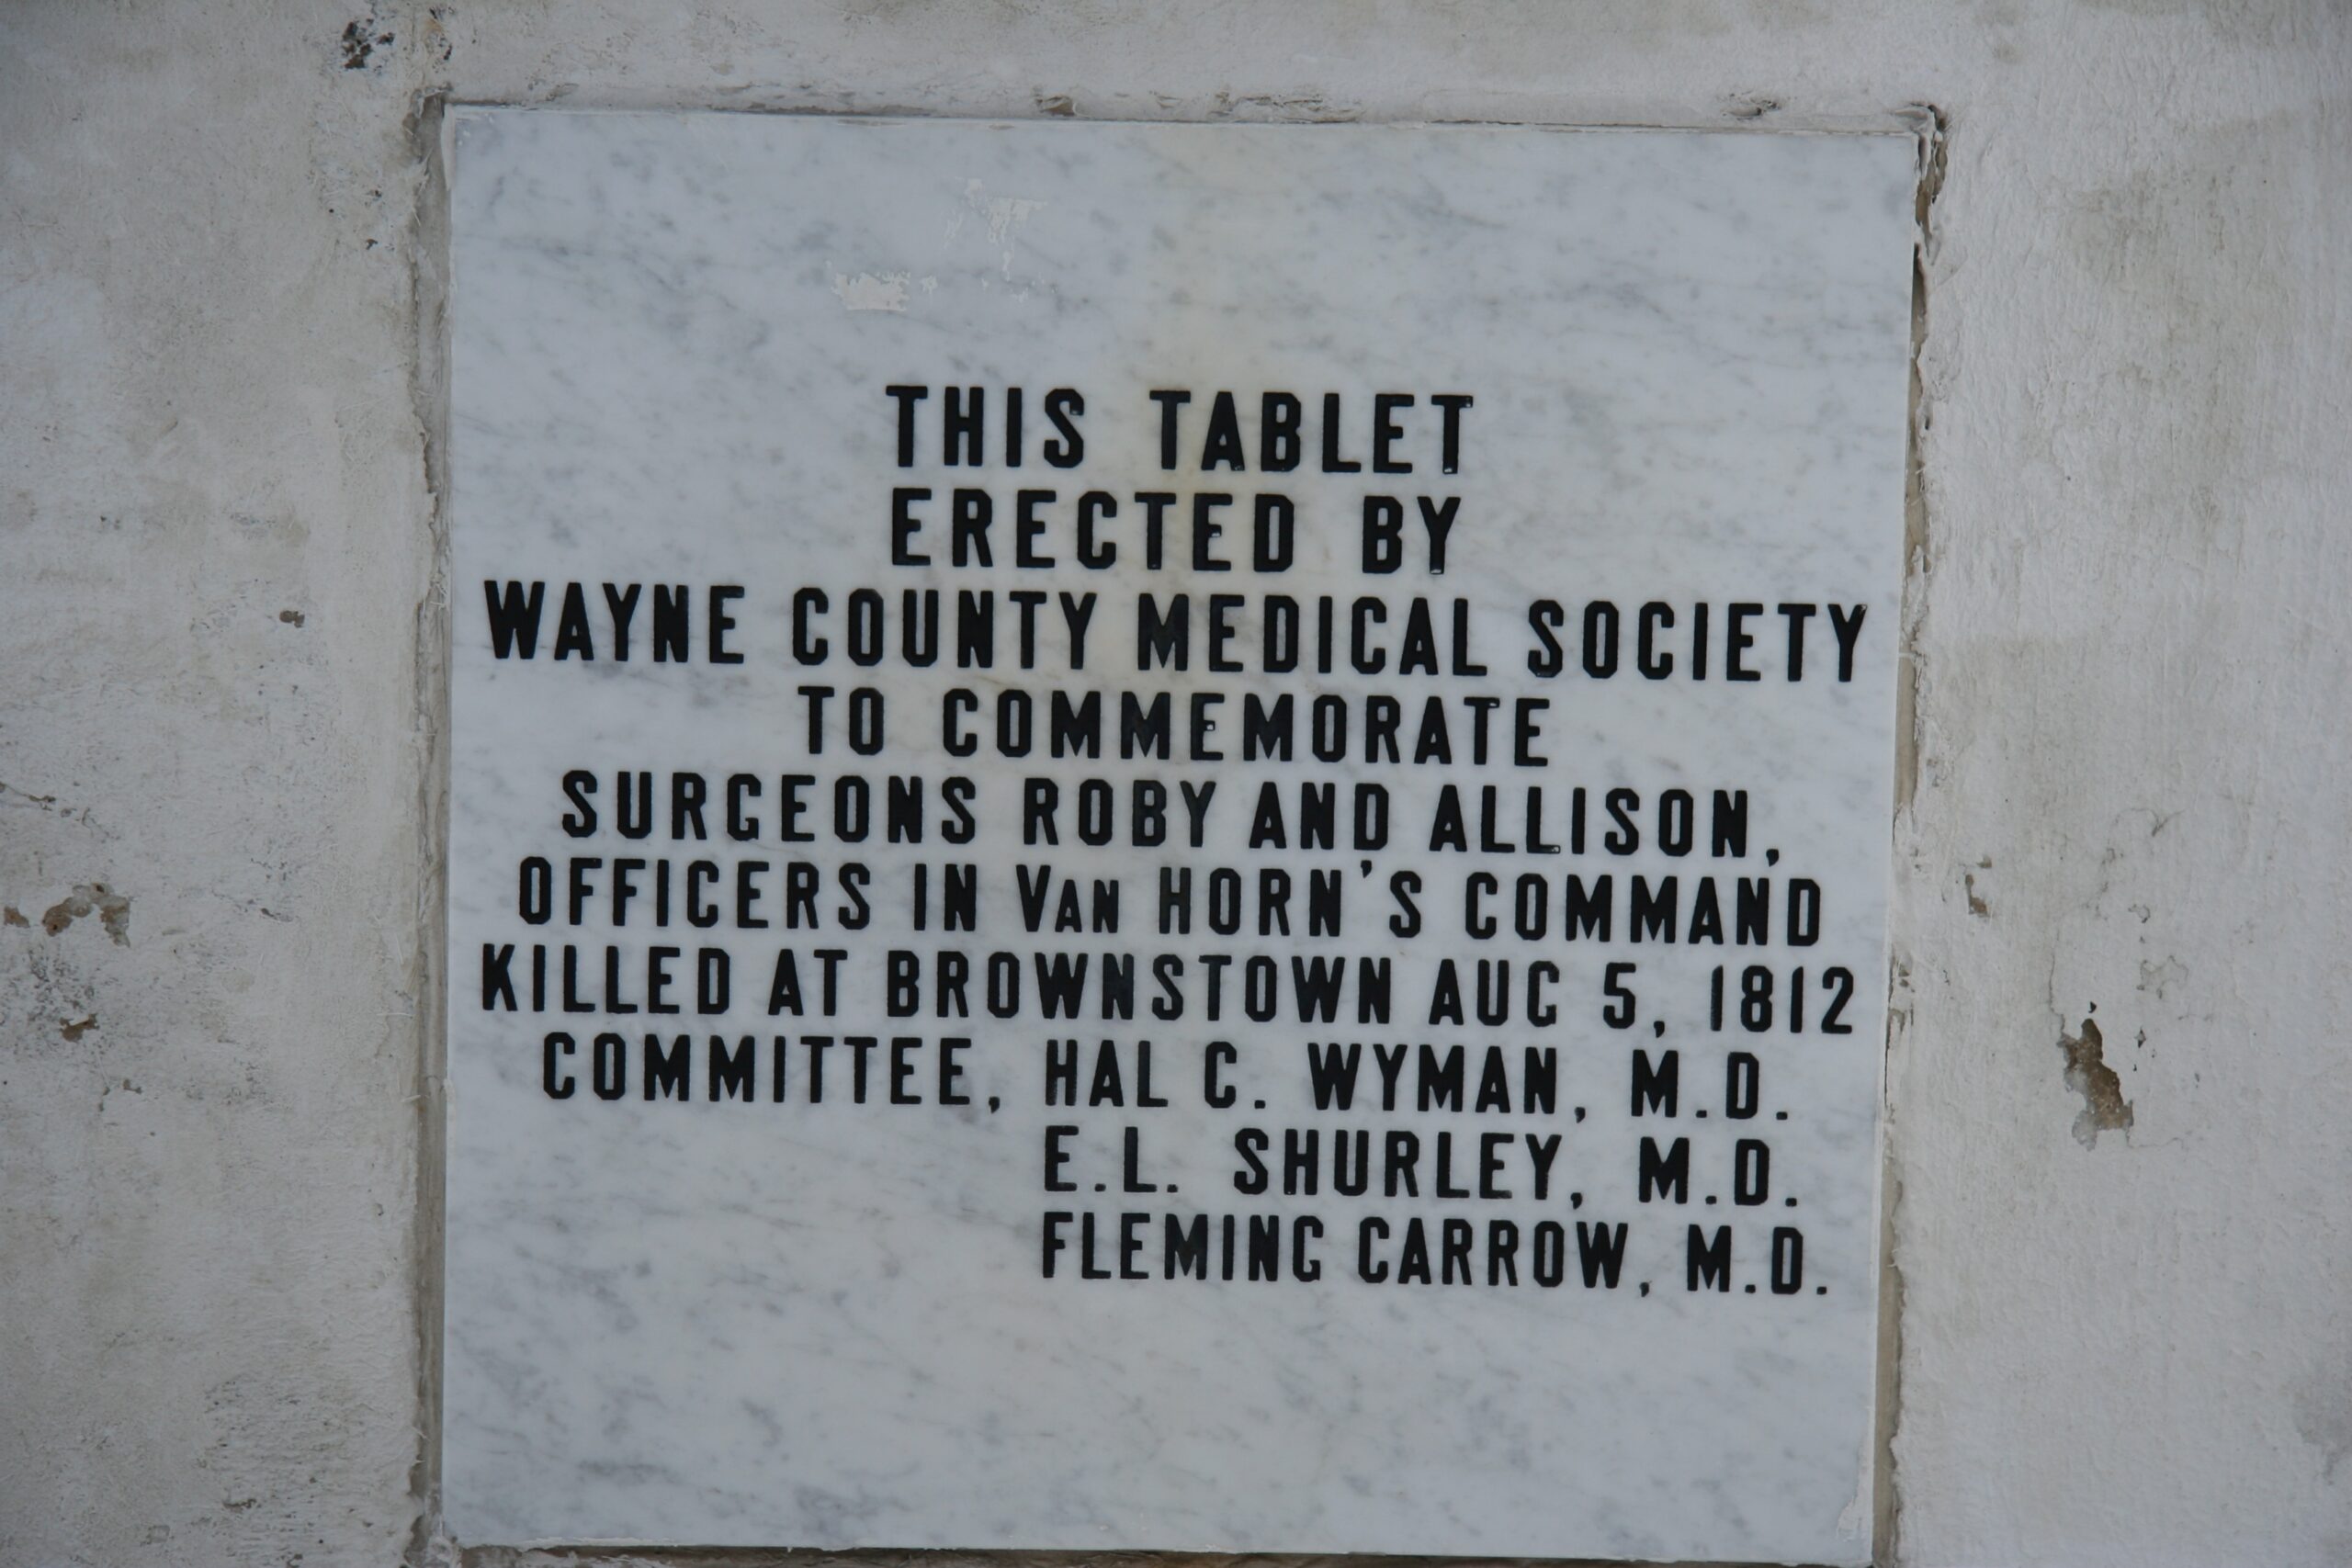 THIS TABLET
ERECTED BY
WAYNE COUNTY MEDICAL SOCIETY
TO COMMEMORATE
SURGEONS ROBY AND ALLISON,
OFFICERS IN VAN HORN'S COMMAND
KILLED AT BROWNSTOWN AUG 5, 1812
COMMITTEE, HAL C. WYMAN, M.D.
E.L. SHURLEY, M.D.
FLEMING CARROW, M.D.